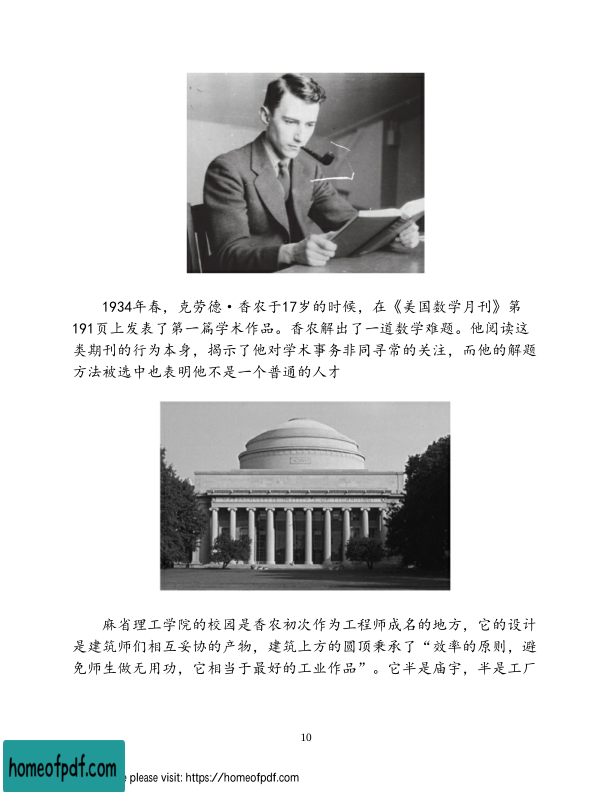 1934年春，克劳德·香农于17岁的时候，在《美国数学月刊》第
191页上发表了第一篇学术作品。香农解出了一道数学难题。他阅读这
类期刊的行为本身，揭示了他对学术事务非同寻常的关注，而他的解题
方法被选中也表明他不是一个普通的人才
麻省理工学院的校园是香农初次作为工程师成名的地方，它的设计
是建筑师们相互妥协的产物，建筑上方的圆顶秉承了“效率的原则，避
免师生做无用功，它相当于最好的工业作品”。它半是庙宇，半是工厂
10
homeofpdf.com
e please visit: https://homeofpdf.com